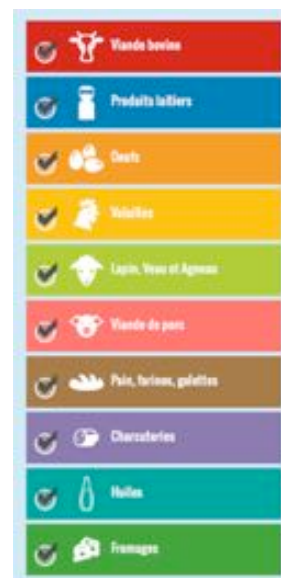 Viande bovine
Produits laitiers
Oeufs
Volailles
Lapin, Veau et Agneau
Viande de porc
Pain, farines, galettes
Charcuteries
Huiles
Fromages